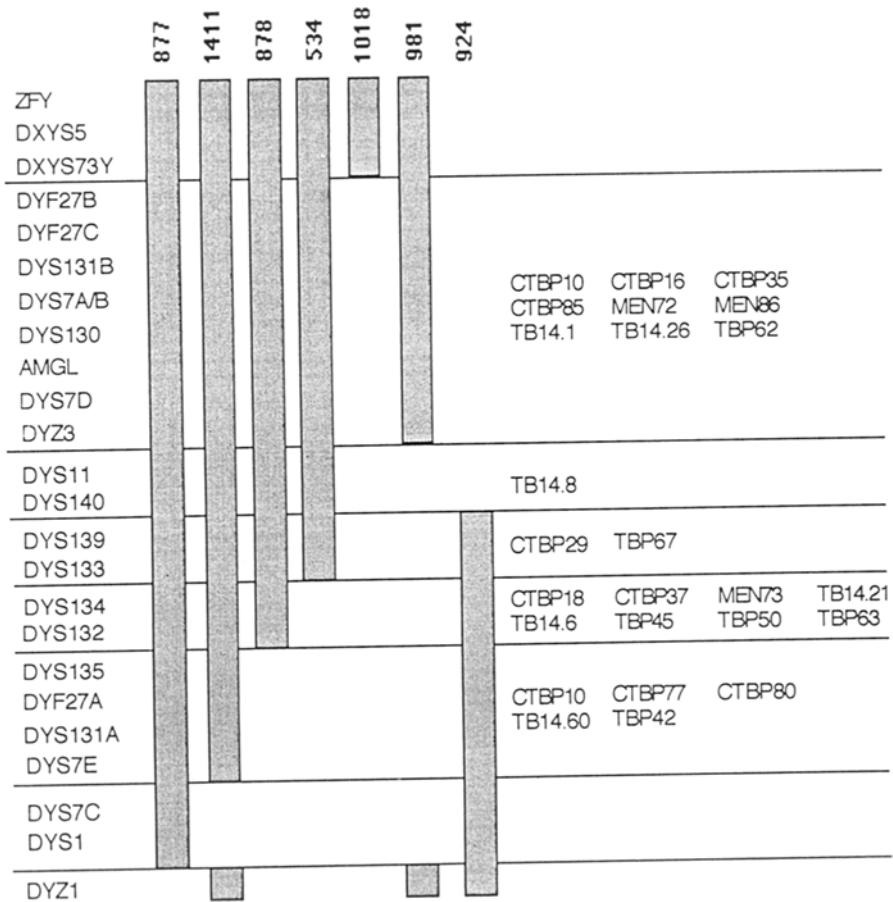 877 1411 878 534 1018 981 924
ZFY
DXYS5
DXYS73Y
DYF27B
DYF27C
DYS131B
CTBP10 CTBP16 CTBP35
DYS7A/B
CTBP85 MEN72 MEN86
DYS130
TB14.1 TB14.26 TBP62
AMGL
DYS7D
DYZ3
DYS11
TB14.8
DYS140
DYS139
CTBP29 TBP67
DYS133
DYS134
CTBP18 CTBP37 MEN73 TB14.21
DYS132
TB14.6 TBP45 TBP50 TBP63
DYS135
DYF27A
CTBP10 CTBP77 CTBP80
DYS131A
TB14.60 TBP42
DYS7E
DYS7C
DYS1
DYZ1